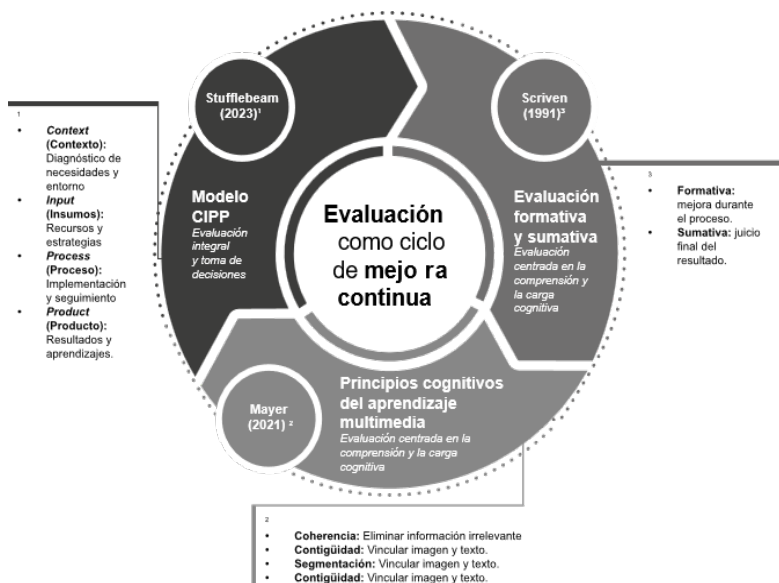 Stufflebeam
(2023)¹
Scriven
(1991)³
1
• Context
(Contexto):
Diagnóstico de
necesidades y
entorno
• Input
(Insumos):
Recursos y
estrategias
• Process
(Proceso):
Implementación
y seguimiento
• Product
(Producto):
Resultados y
aprendizajes.
Modelo
CIPP
Evaluación
integral
y toma de
decisiones
Evaluación
como ciclo
de mejo ra
continua
Evaluación
formativa
y sumativa
Evaluación
centrada en la
comprensión y
la carga
cognitiva
3
• Formativa:
mejora durante
el proceso.
• Sumativa: juicio
final del
resultado.
Mayer
(2021) ²
Principios cognitivos
del aprendizaje
multimedia
Evaluación centrada en la
comprensión y la carga
cognitiva
2
• Coherencia: Eliminar información irrelevante
• Contigüidad: Vincular imagen y texto.
• Segmentación: Vincular imagen y texto.
• Contigüidad: Vincular imagen y texto.